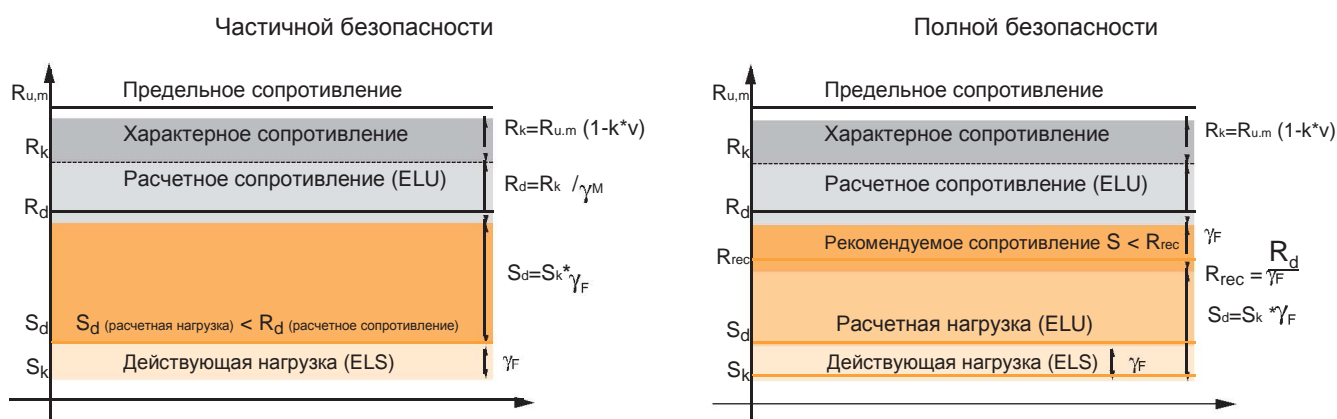 Частичной безопасности
Ru,m
Предельное сопротивление
Характерное сопротивление
Rk=Ru.m (1-k*v)
Rk
Расчетное сопротивление (ELU)
Rd=Rk /γM
Rd
Sd=Sk*γF
Sd
Sd (расчетная нагрузка) < Rd (расчетное сопротивление)
Действующая нагрузка (ELS)
γF
Sk
Полной безопасности
Ru,m
Предельное сопротивление
Характерное сопротивление
Rk=Ru.m (1-k*v)
Rk
Расчетное сопротивление (ELU)
Rd
Рекомендуемое сопротивление S < Rrec
γF
Rrec
Rrec = Rd/γF
Sd=Sk *γF
Sd
Расчетная нагрузка (ELU)
Действующая нагрузка (ELS)
γF
Sk